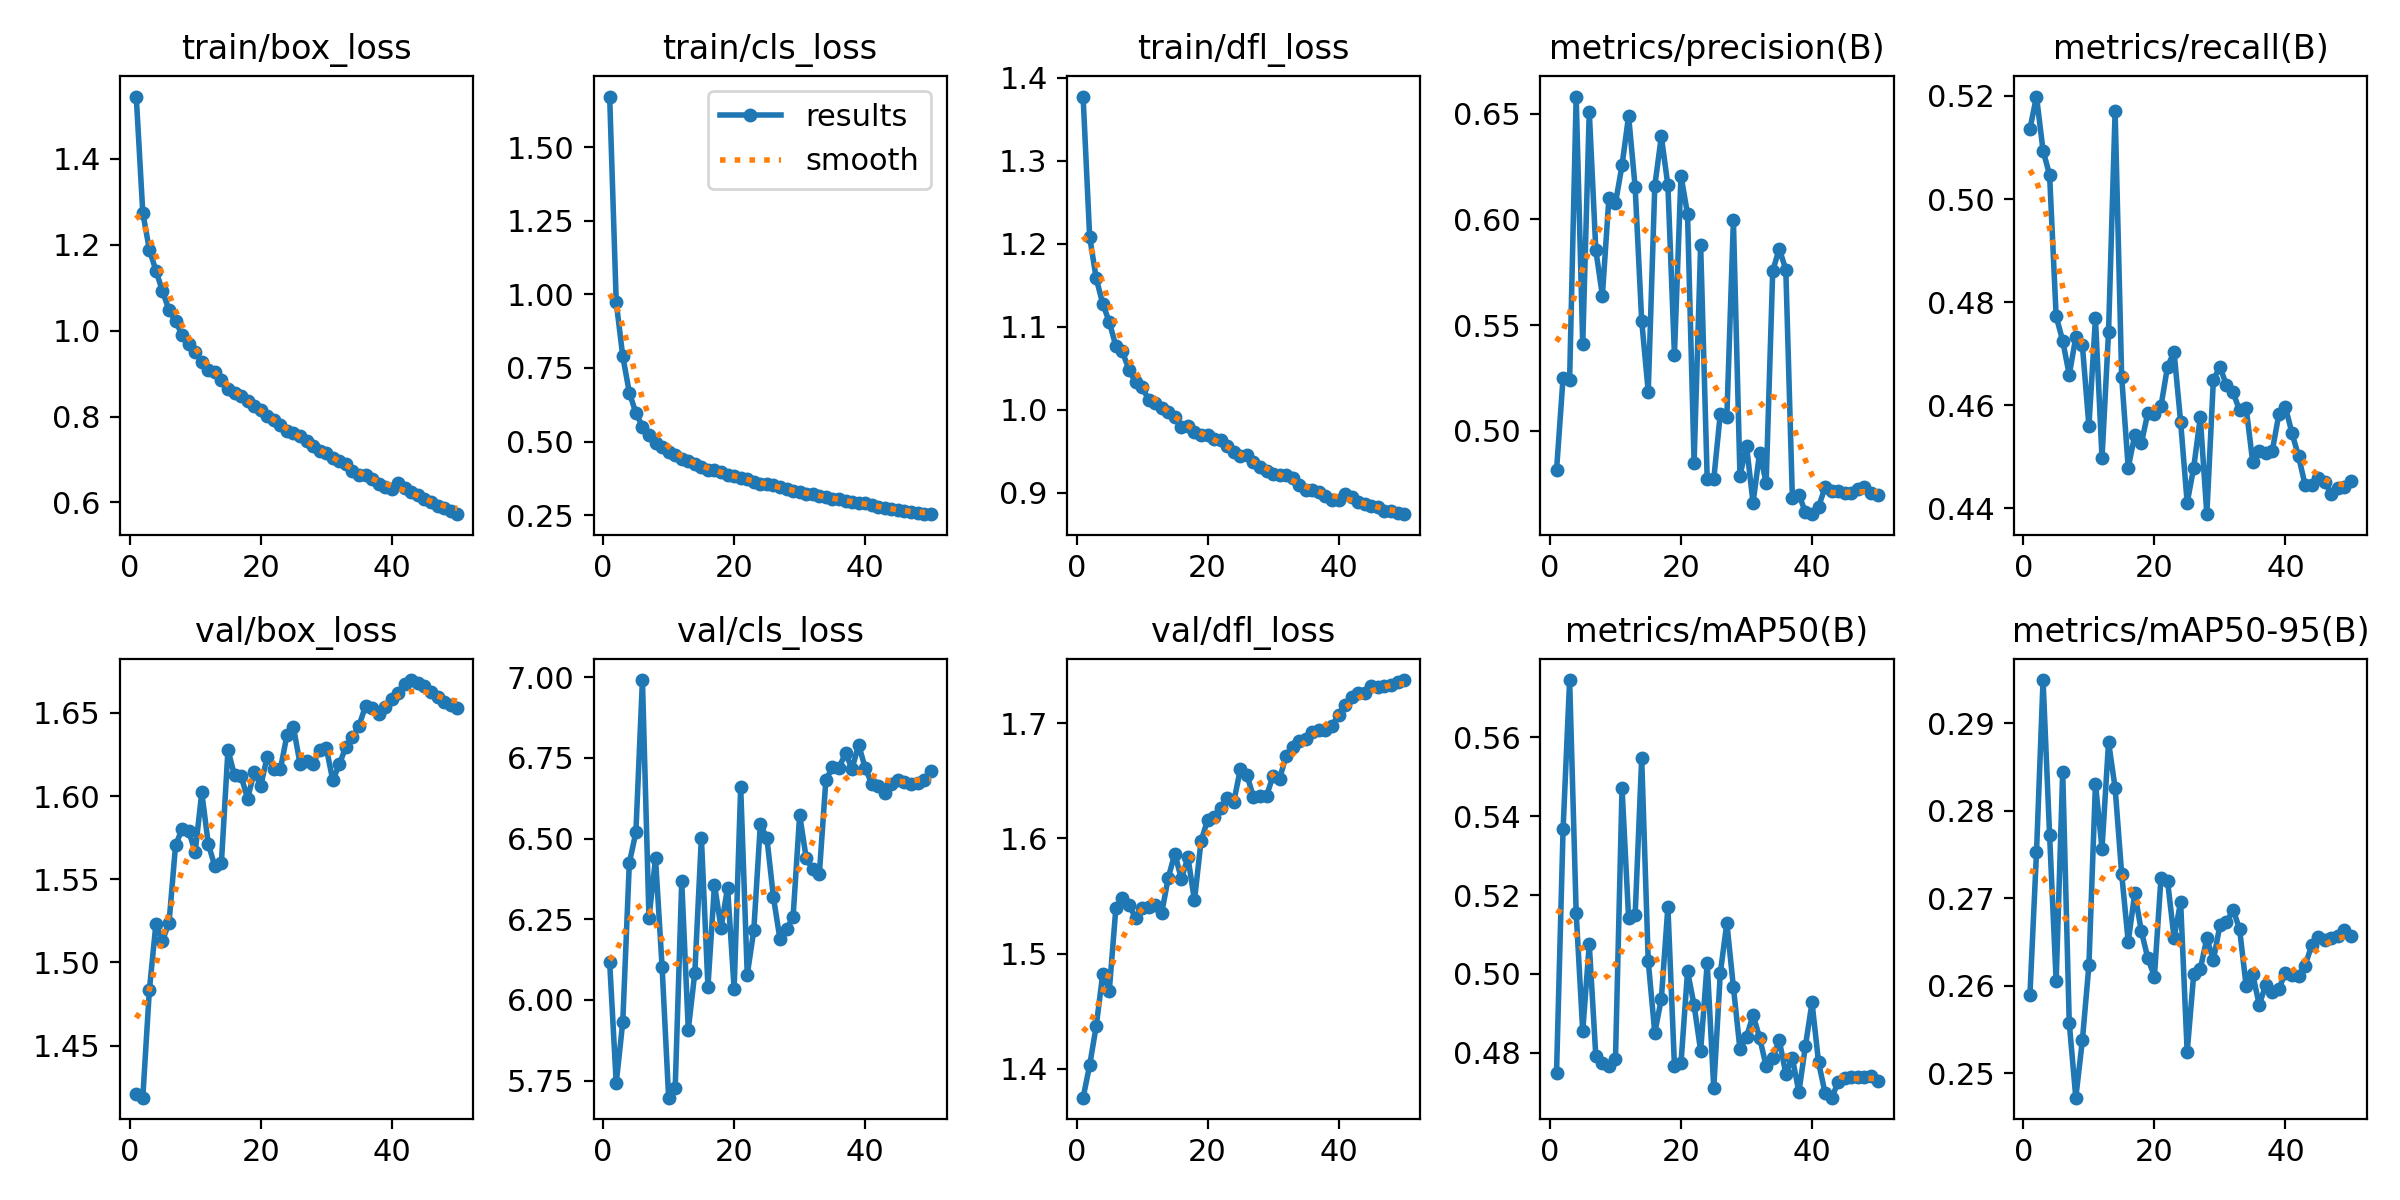 train/box_loss
1.4
1.2
1.0
0.8
0.6
0 20 40
train/cls_loss
results
smooth
1.50
1.25
1.00
0.75
0.50
0.25
0 20 40
train/dfl_loss
1.4
1.3
1.2
1.1
1.0
0.9
0 20 40
metrics/precision(B)
0.65
0.60
0.55
0.50
0 20 40
metrics/recall(B)
0.52
0.50
0.48
0.46
0.44
0 20 40
val/box_loss
1.65
1.60
1.55
1.50
1.45
0 20 40
val/cls_loss
7.00
6.75
6.50
6.25
6.00
5.75
0 20 40
val/dfl_loss
1.7
1.6
1.5
1.4
0 20 40
metrics/mAP50(B)
0.56
0.54
0.52
0.50
0.48
0 20 40
metrics/mAP50-95(B)
0.29
0.28
0.27
0.26
0.25
0 20 40